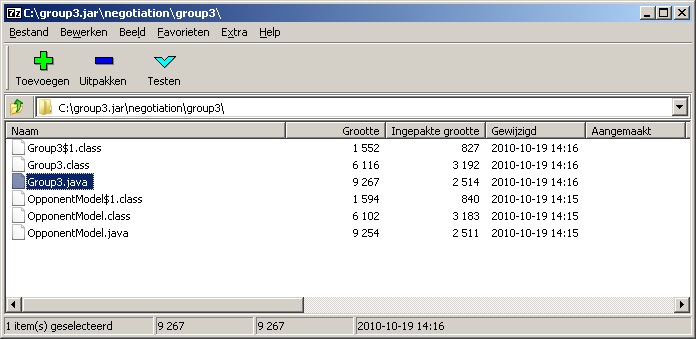 7z C:\group3.jar\negotiation\group3\
Bestand Bewerken Beeld Favorieten Extra Help
Toevoegen Uitpakken Testen
C:\group3.jar\negotiation\group3\
Naam Grootte Ingepakte grootte Gewijzigd Aangemaakt
Group3$1.class 1 552 827 2010-10-19 14:16
Group3.class 6 116 3 192 2010-10-19 14:16
Group3.java 9 267 2 514 2010-10-19 14:16
OpponentModel$1.class 1 594 840 2010-10-19 14:15
OpponentModel.class 6 102 3 183 2010-10-19 14:15
OpponentModel.java 9 254 2 511 2010-10-19 14:15
1 item(s) geselecteerd 9 267 9 267 2010-10-19 14:16